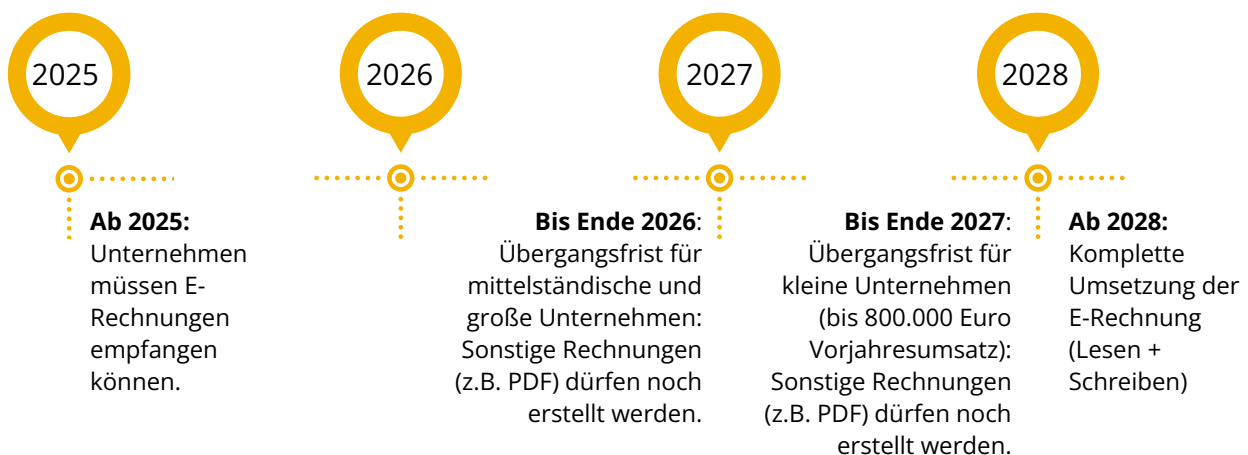 2025
2026
2027
2028
Ab 2025:
Unternehmen
müssen E-
Rechnungen
empfangen
können.
Bis Ende 2026:
Übergangsfrist für
mittelständische und
große Unternehmen:
Sonstige Rechnungen
(z.B. PDF) dürfen noch
erstellt werden.
Bis Ende 2027:
Übergangsfrist für
kleine Unternehmen
(bis 800.000 Euro
Vorjahresumsatz):
Sonstige Rechnungen
(z.B. PDF) dürfen noch
erstellt werden.
Ab 2028:
Komplette
Umsetzung der
E-Rechnung
(Lesen +
Schreiben)